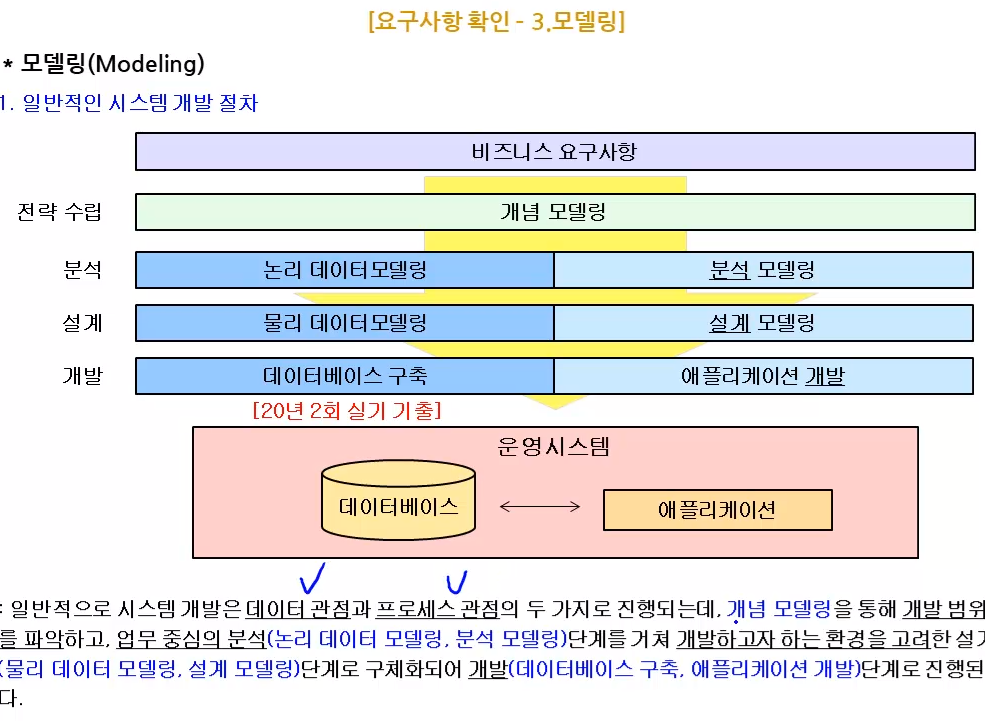 [요구사항 확인 - 3.모델링]
* 모델링(Modeling)
1. 일반적인 시스템 개발 절차
비즈니스 요구사항
전략 수립 개념 모델링
분석 논리 데이터모델링 분석 모델링
설계 물리 데이터모델링 설계 모델링
개발 데이터베이스 구축 애플리케이션 개발
[20년 2회 실기 기출]
운영시스템
데이터베이스 애플리케이션
: 일반적으로 시스템 개발은 데이터 관점과 프로세스 관점의 두 가지로 진행되는데, 개념 모델링을 통해 개발 범위
를 파악하고, 업무 중심의 분석(논리 데이터 모델링, 분석 모델링)단계를 거쳐 개발하고자 하는 환경을 고려한 설계
(물리 데이터 모델링, 설계 모델링)단계로 구체화되어 개발(데이터베이스 구축, 애플리케이션 개발)단계로 진행된
다.